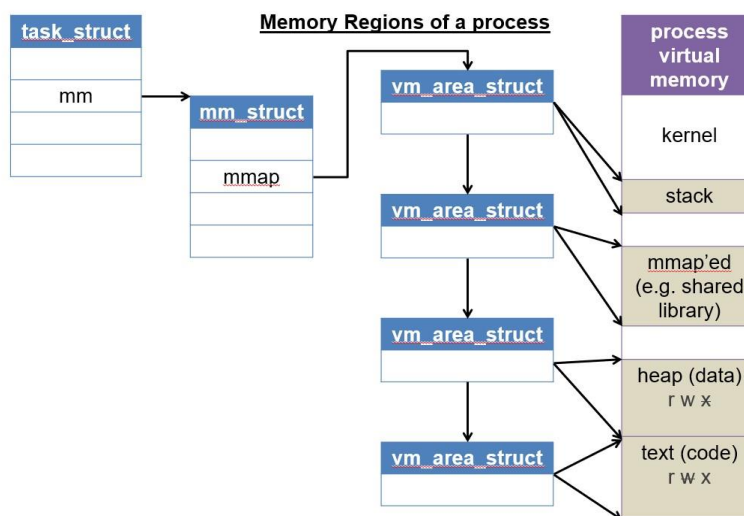 Memory Regions of a process
task_struct
mm
mm_struct
mmap
vm_area_struct
vm_area_struct
vm_area_struct
vm_area_struct
process
virtual
memory
kernel
stack
mmap'ed
(e.g. shared
library)
heap (data)
r w x
text (code)
r w x